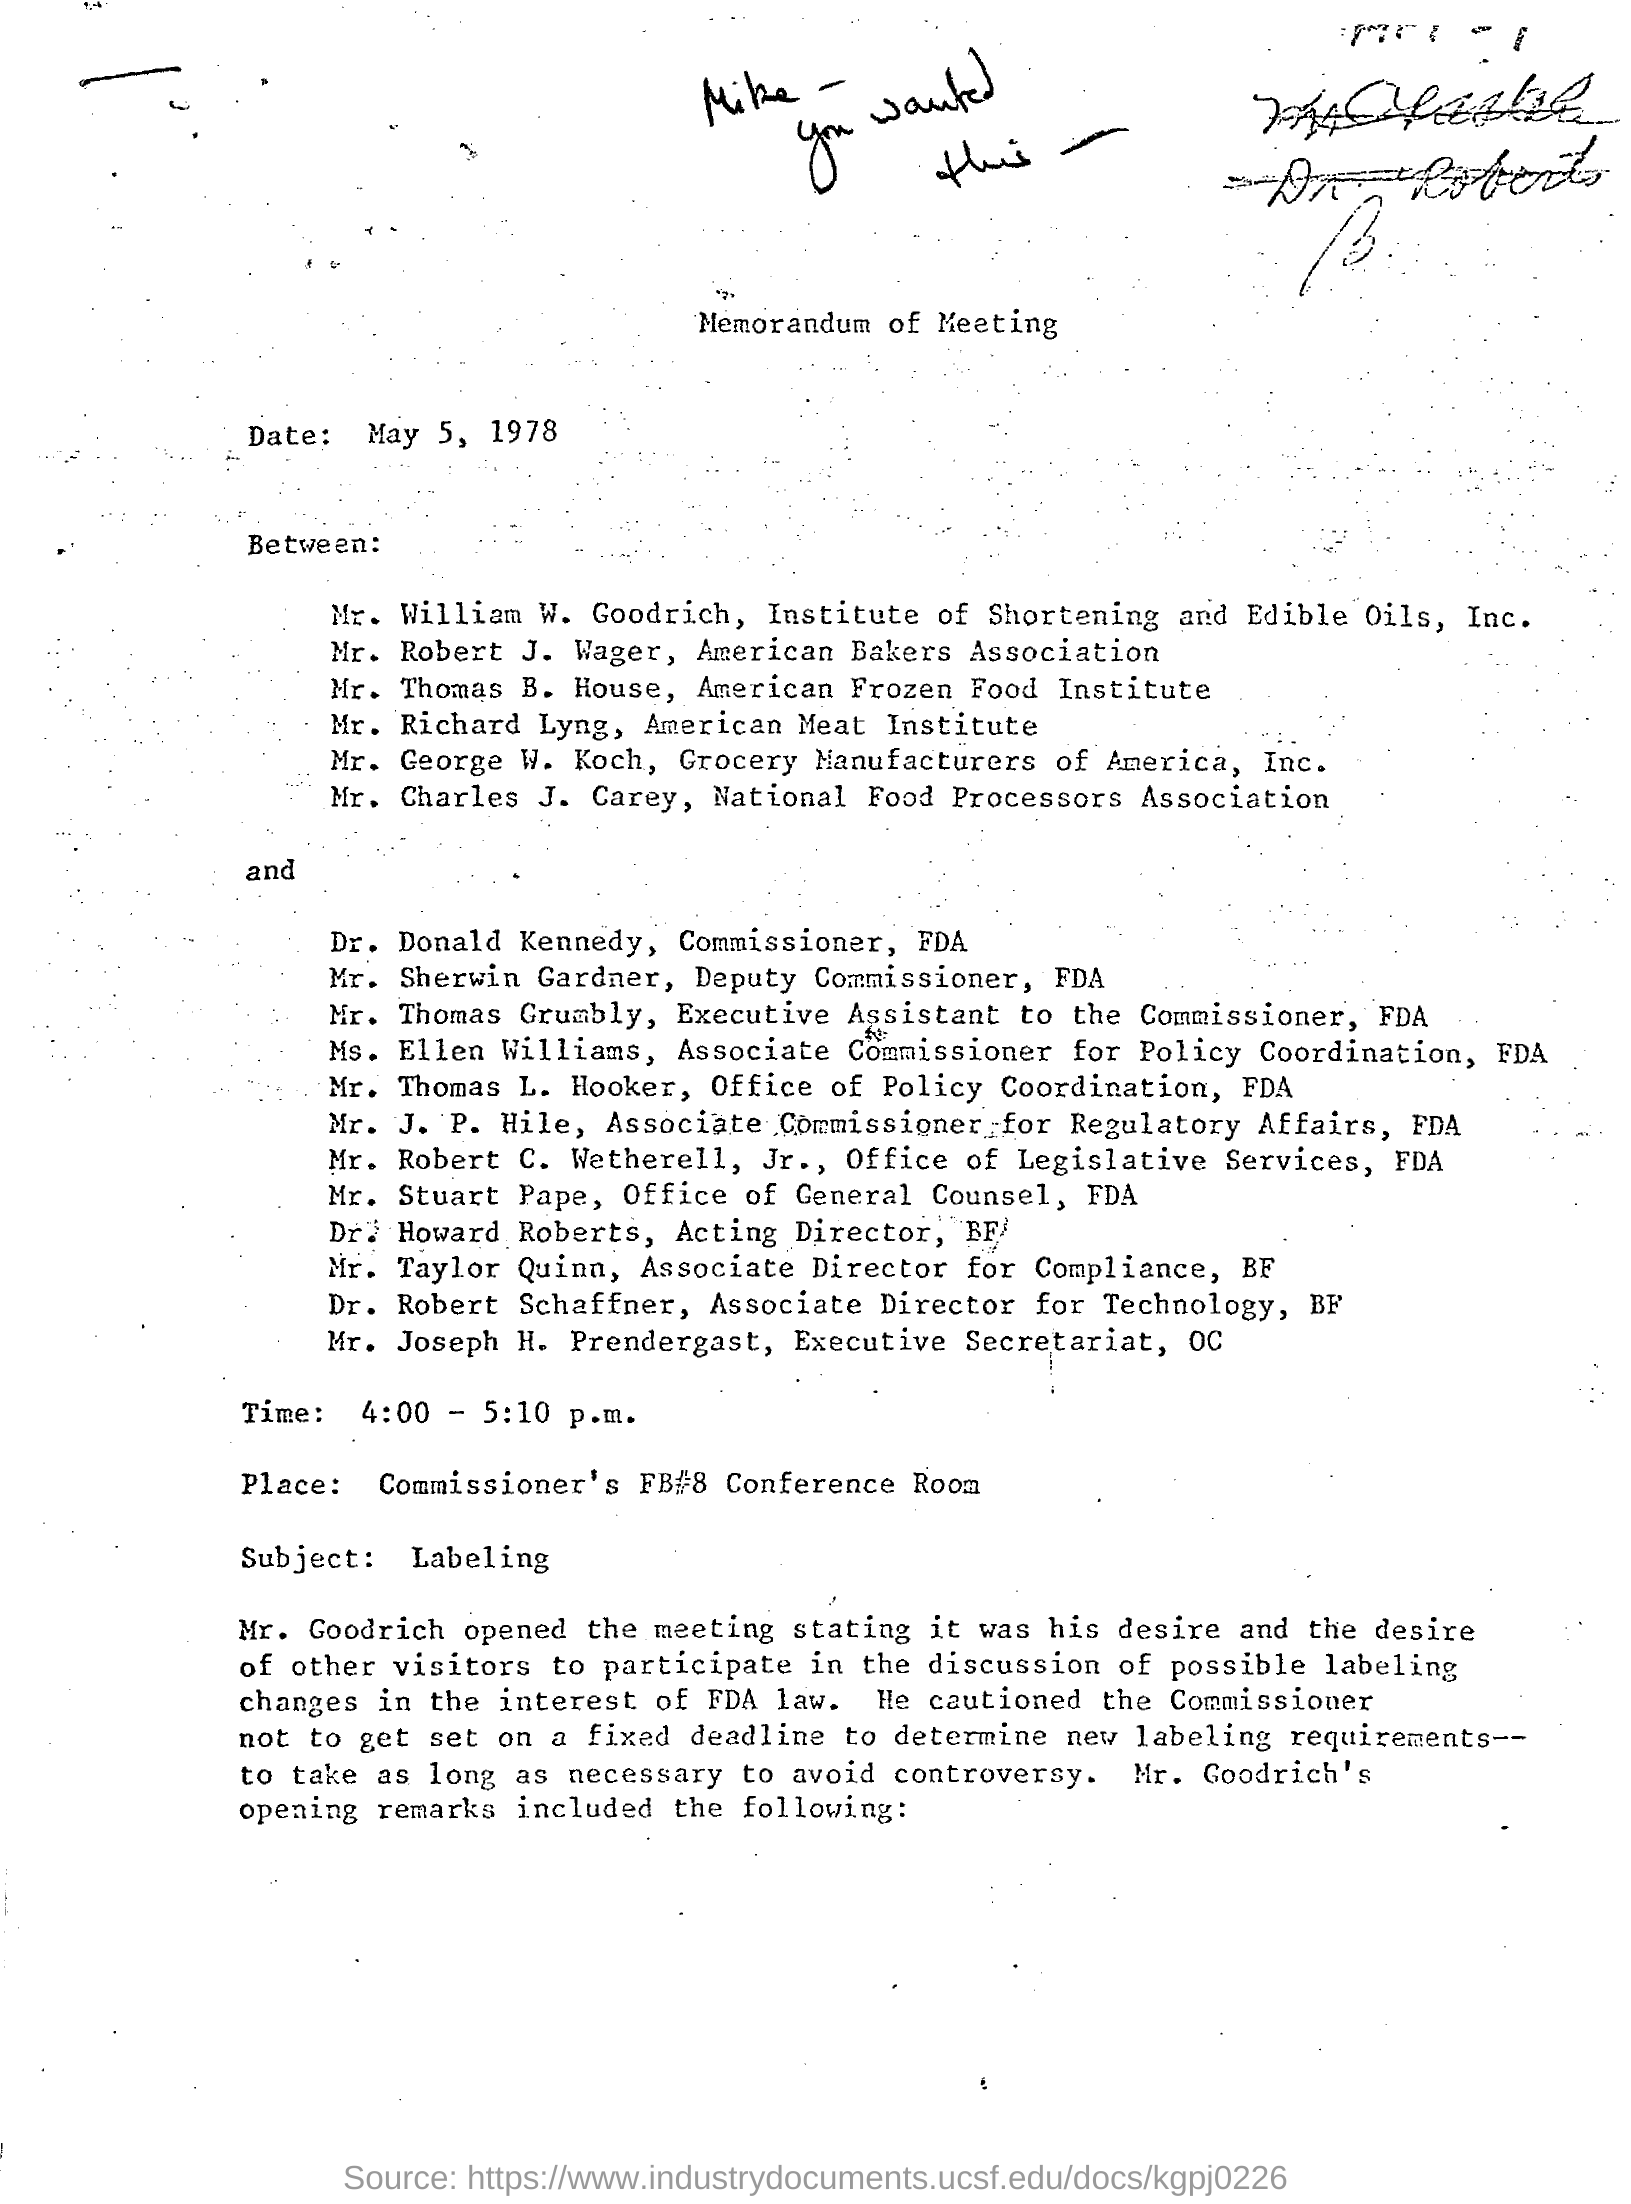 Mike -
you wanted
this -
Dr. Roberts
Memorandum of Meeting
Date: May 5, 1978
Between:
Mr. William W. Goodrich, Institute of Shortening and Edible Oils, Inc.
Mr. Robert J. Wager, American Bakers Association
Mr. Thomas B. House, American Frozen Food Institute
Mr. Richard Lyng, American Meat Institute
Mr. George W. Koch, Grocery Manufacturers of America, Inc.
Mr. Charles J. Carey, National Food Processors Association
and
Dr. Donald Kennedy, Commissioner, FDA
Mr. Sherwin Gardner, Deputy Commissioner, FDA
Mr. Thomas Grumbly, Executive Assistant to the Commissioner, FDA
Ms. Ellen Williams, Associate Commissioner for Policy Coordination, FDA
Mr. Thomas L. Hooker, Office of Policy Coordination, FDA
Mr. J. P. Hile, Associate Commissioner for Regulatory Affairs, FDA
Mr. Robert C. Wetherell, Jr., Office of Legislative Services, FDA
Mr. Stuart Pape, Office of General Counsel, FDA
Dr. Howard Roberts, Acting Director, BF
Mr. Taylor Quinn, Associate Director for Compliance, BF
Dr. Robert Schaffner, Associate Director for Technology, BF
Mr. Joseph H. Prendergast, Executive Secretariat, OC
Time: 4:00 - 5:10 p.m.
Place: Commissioner's FB#8 Conference Room
Subject: Labeling
Mr. Goodrich opened the meeting stating it was his desire and the desire
of other visitors to participate in the discussion of possible labeling
changes in the interest of FDA law. He cautioned the Commissioner
not to get set on a fixed deadline to determine new labeling requirements--
to take as long as necessary to avoid controversy. Mr. Goodrich's
opening remarks included the following:
Source: https://www.industrydocuments.ucsf.edu/docs/kgpj0226